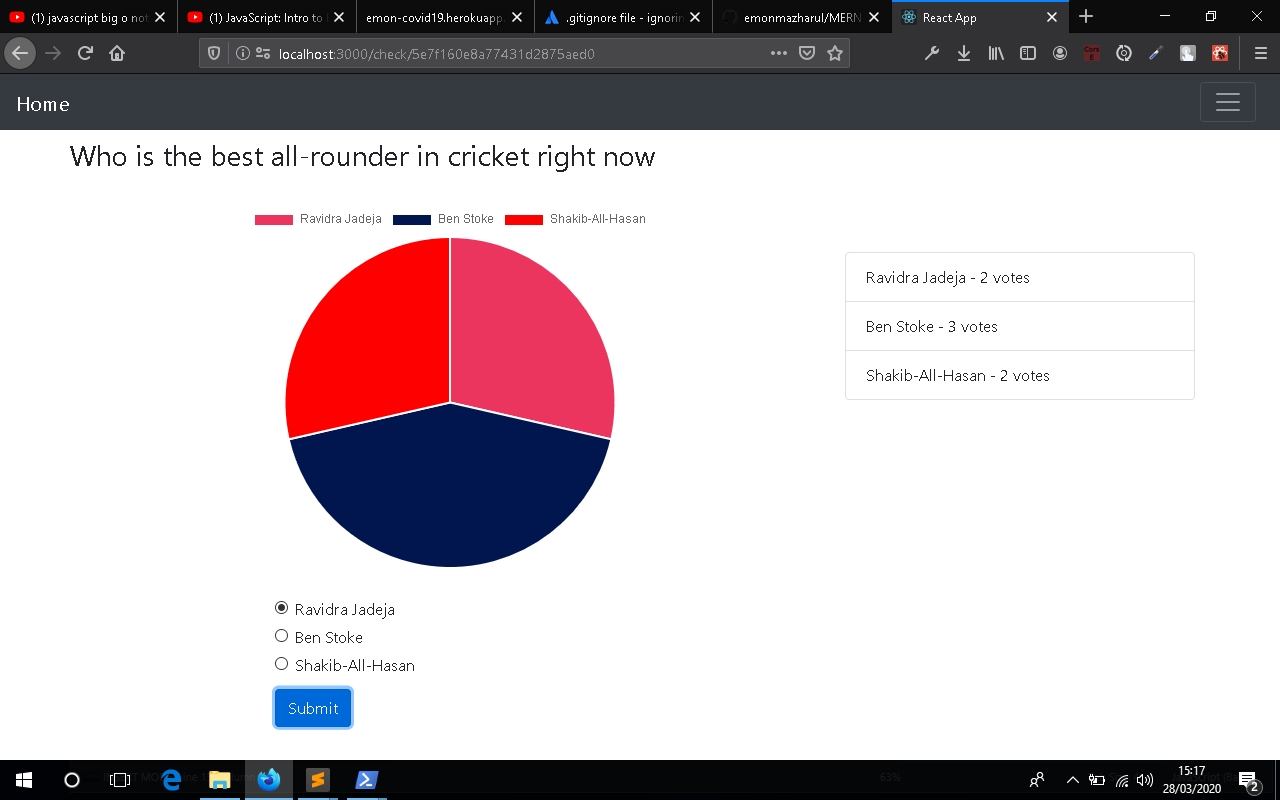 (1) javascript big o not
(1) JavaScript: Intro to
emon-covid19.herokuapp.
.gitignore file - ignorin
emonmazharul/MERN
React App
localhost:3000/check/5e7f160e8a77431d2875aed0
Home
Who is the best all-rounder in cricket right now
Ravidra Jadeja
Ben Stoke
Shakib-All-Hasan
Ravidra Jadeja - 2 votes
Ben Stoke - 3 votes
Shakib-All-Hasan - 2 votes
Ravidra Jadeja
Ben Stoke
Shakib-All-Hasan
Submit
63%
15:17
28/03/2020
2